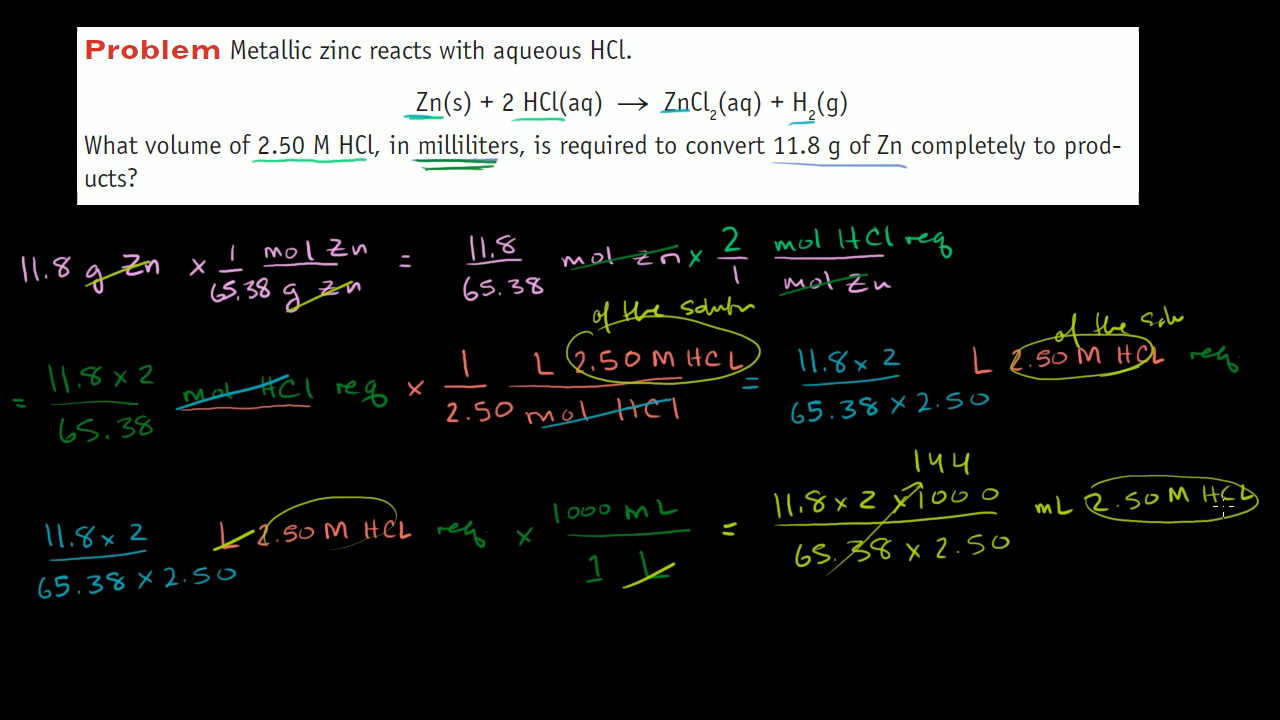 Problem Metallic zinc reacts with aqueous HCl.
Zn(s) + 2 HCl(aq) → ZnCl₂(aq) + H₂(g)
What volume of 2.50 M HCl, in milliliters, is required to convert 11.8 g of Zn completely to prod-
ucts?
11.8 g Zn × 1/65.38 mol Zn/g Zn = 11.8/65.38 mol Zn × 2/1 mol HCl req/mol Zn
of the solution
of the soln
= 11.8 × 2/65.38 mol HCl req × 1/2.50 L 2.50 M HCL/mol HCl = 11.8 × 2/65.38 × 2.50 L 2.50 M HCL req
144
11.8 × 2/65.38 × 2.50 L 2.50 M HCL req × 1000 mL/1 L = 11.8 × 2 × 1000/65.38 × 2.50 mL 2.50 M HCL